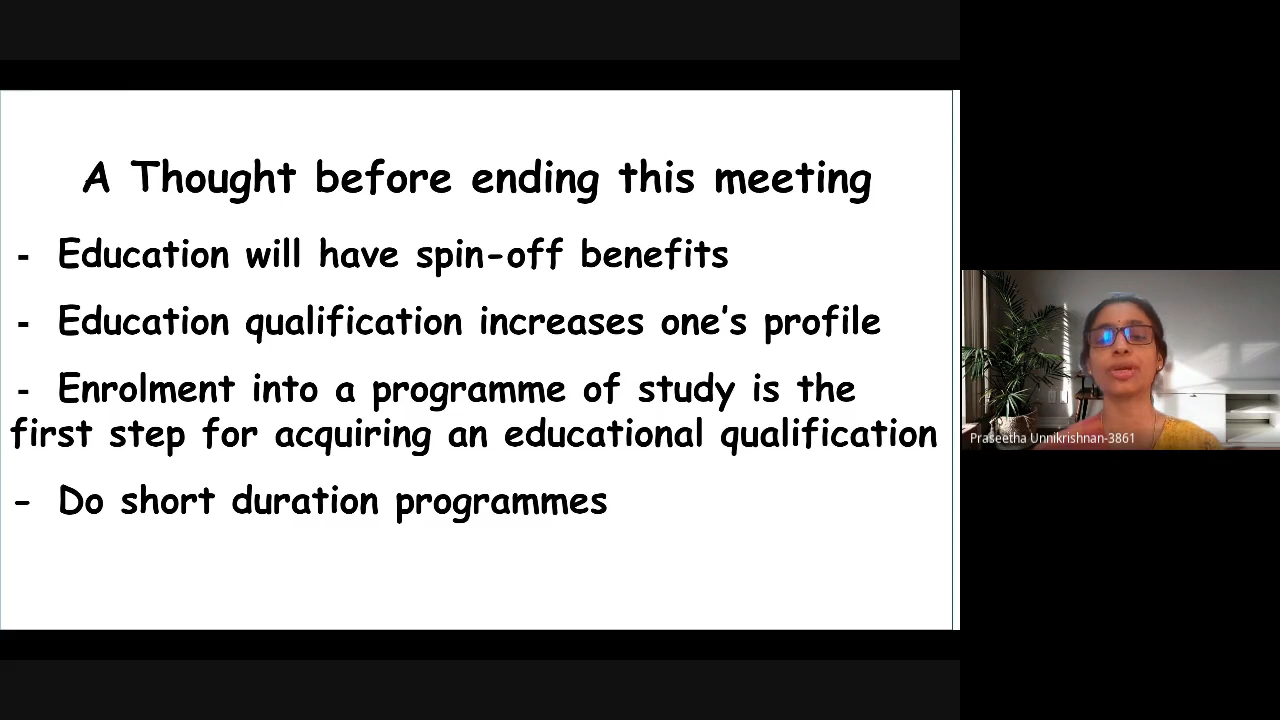 A Thought before ending this meeting
- Education will have spin-off benefits
- Education qualification increases one's profile
- Enrolment into a programme of study is the
first step for acquiring an educational qualification
- Do short duration programmes
Praseetha Unnikrishnan-3861